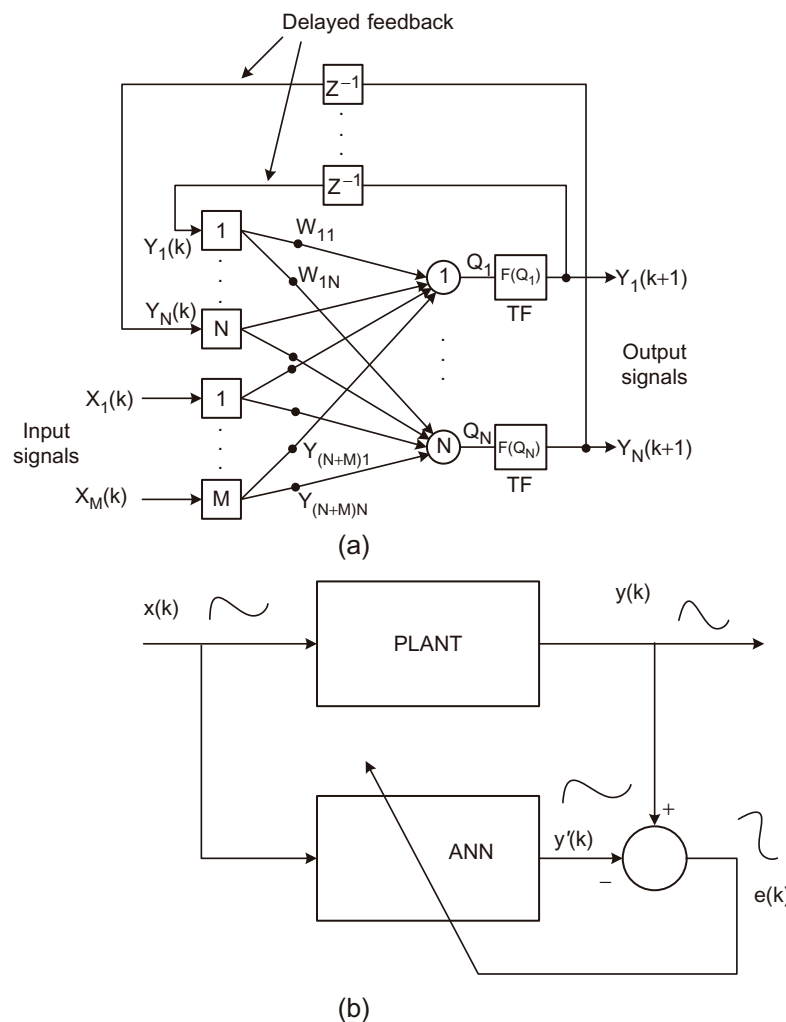 Delayed feedback
Z⁻¹
Z⁻¹
Y₁(k)
1
W₁₁
W₁N
Q₁
1
F(Q₁)
TF
Y₁(k+1)
Y_N(k)
N
X₁(k)
1
Input
signals
Output
signals
N
Q_N
F(Q_N)
TF
Y_N(k+1)
Y₍N+M₎₁
Y₍N+M₎N
X_M(k)
M
(a)
x(k)
PLANT
y(k)
ANN
y'(k)
+
−
e(k)
(b)